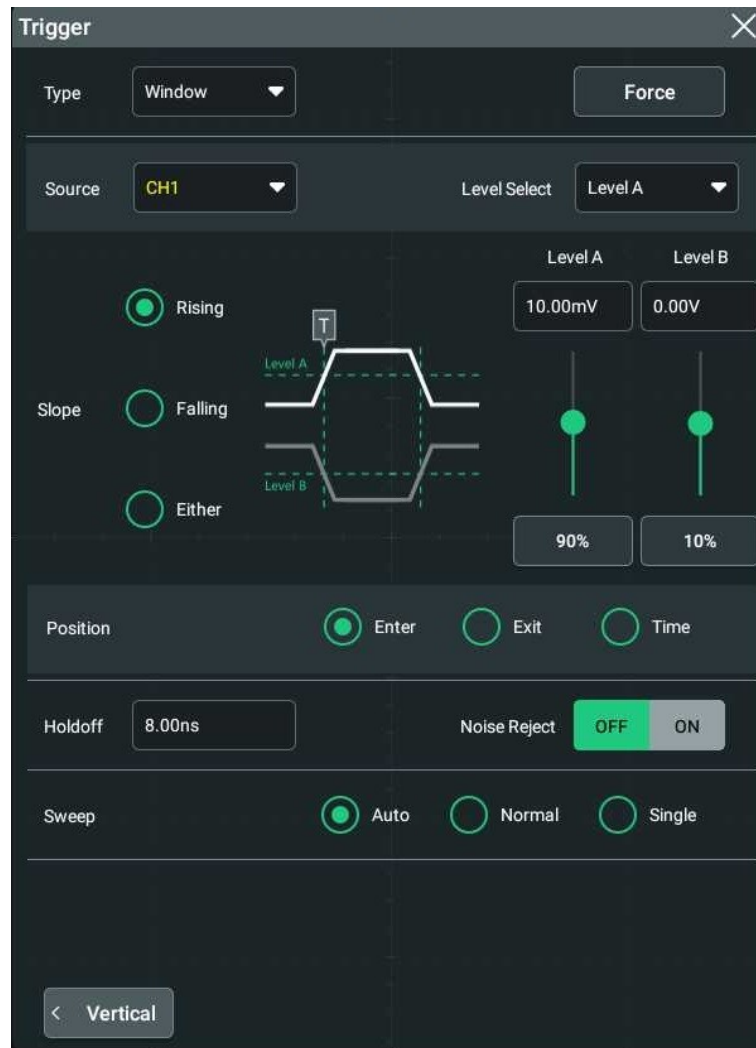 Trigger
Type Window Force
Source CH1 Level Select Level A
Level A Level B
Rising 10.00mV 0.00V
T
Level A
Slope Falling
Level B
Either
90% 10%
Position Enter Exit Time
Holdoff 8.00ns Noise Reject OFF ON
Sweep Auto Normal Single
< Vertical